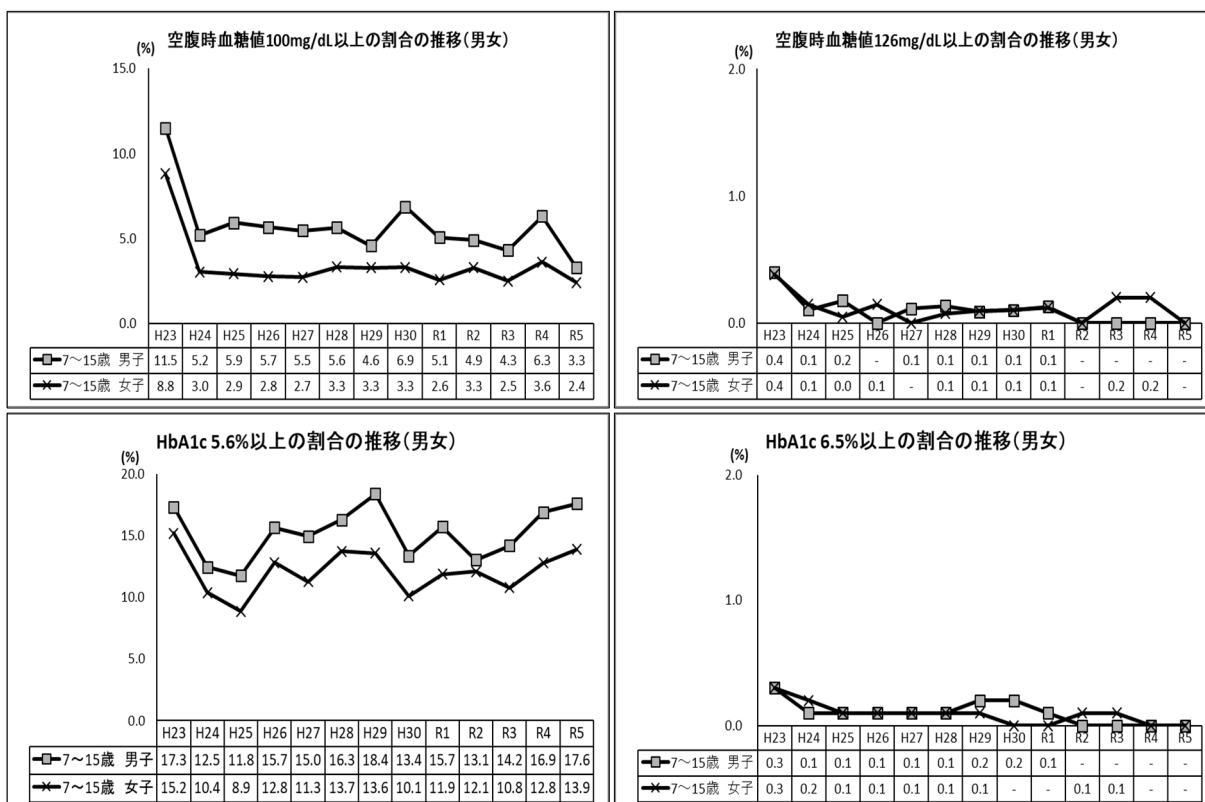 空腹時血糖値100mg/dL以上の割合の推移(男女)
(%)
15.0
10.0
5.0
0.0
H23 H24 H25 H26 H27 H28 H29 H30 R1 R2 R3 R4 R5
7~15歳 男子 11.5 5.2 5.9 5.7 5.5 5.6 4.6 6.9 5.1 4.9 4.3 6.3 3.3
7~15歳 女子 8.8 3.0 2.9 2.8 2.7 3.3 3.3 3.3 2.6 3.3 2.5 3.6 2.4
空腹時血糖値126mg/dL以上の割合の推移(男女)
(%)
2.0
1.0
0.0
H23 H24 H25 H26 H27 H28 H29 H30 R1 R2 R3 R4 R5
7~15歳 男子 0.4 0.1 0.2 - 0.1 0.1 0.1 0.1 0.1 - - - -
7~15歳 女子 0.4 0.1 0.0 0.1 - 0.1 0.1 0.1 0.1 - 0.2 0.2 -
HbA1c 5.6%以上の割合の推移(男女)
(%)
20.0
15.0
10.0
5.0
0.0
H23 H24 H25 H26 H27 H28 H29 H30 R1 R2 R3 R4 R5
7~15歳 男子 17.3 12.5 11.8 15.7 15.0 16.3 18.4 13.4 15.7 13.1 14.2 16.9 17.6
7~15歳 女子 15.2 10.4 8.9 12.8 11.3 13.7 13.6 10.1 11.9 12.1 10.8 12.8 13.9
HbA1c 6.5%以上の割合の推移(男女)
(%)
2.0
1.0
0.0
H23 H24 H25 H26 H27 H28 H29 H30 R1 R2 R3 R4 R5
7~15歳 男子 0.3 0.1 0.1 0.1 0.1 0.1 0.2 0.2 0.1 - - - -
7~15歳 女子 0.3 0.2 0.1 0.1 0.1 0.1 0.1 - - 0.1 0.1 - -